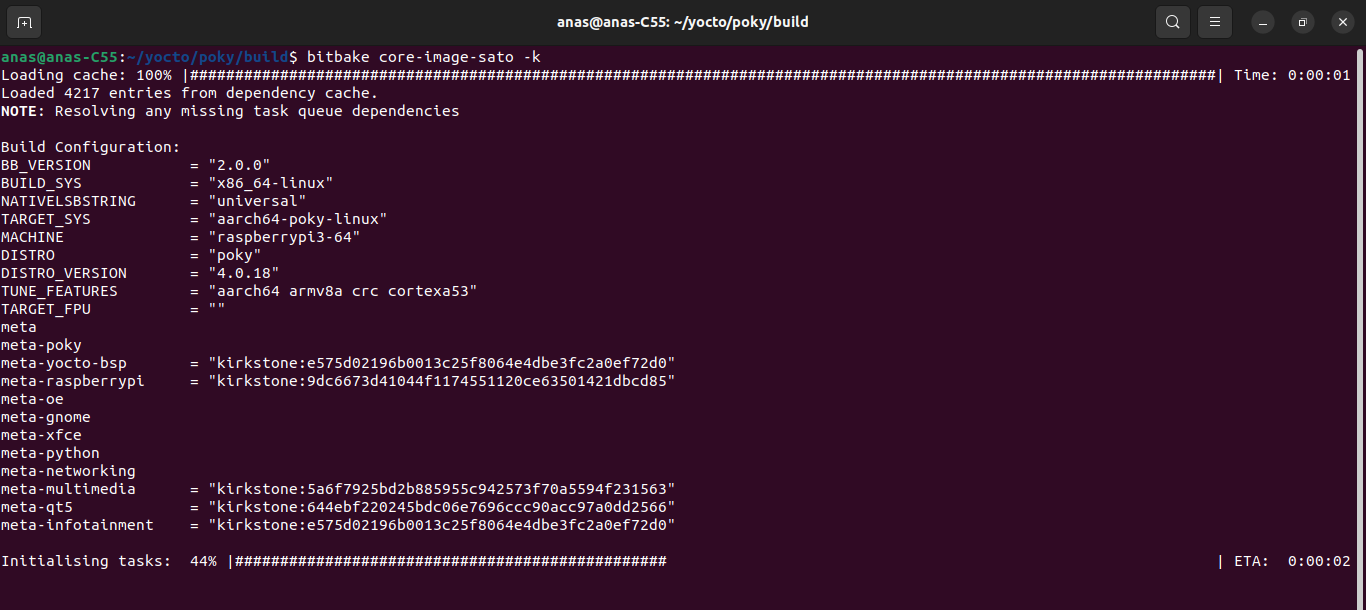 anas@anas-C55: ~/yocto/poky/build
anas@anas-C55:~/yocto/poky/build$ bitbake core-image-sato -k
Loading cache: 100% |##################################################################################################################| Time: 0:00:01
Loaded 4217 entries from dependency cache.
NOTE: Resolving any missing task queue dependencies
Build Configuration:
BB_VERSION           = "2.0.0"
BUILD_SYS            = "x86_64-linux"
NATIVELSBSTRING      = "universal"
TARGET_SYS           = "aarch64-poky-linux"
MACHINE              = "raspberrypi3-64"
DISTRO               = "poky"
DISTRO_VERSION       = "4.0.18"
TUNE_FEATURES        = "aarch64 armv8a crc cortexa53"
TARGET_FPU           = ""
meta
meta-poky
meta-yocto-bsp       = "kirkstone:e575d02196b0013c25f8064e4dbe3fc2a0ef72d0"
meta-raspberrypi     = "kirkstone:9dc6673d41044f1174551120ce63501421dbcd85"
meta-oe
meta-gnome
meta-xfce
meta-python
meta-networking
meta-multimedia      = "kirkstone:5a6f7925bd2b885955c942573f70a5594f231563"
meta-qt5             = "kirkstone:644ebf220245bdc06e7696ccc90acc97a0dd2566"
meta-infotainment    = "kirkstone:e575d02196b0013c25f8064e4dbe3fc2a0ef72d0"
Initialising tasks:  44% |################################################                                                             | ETA:  0:00:02